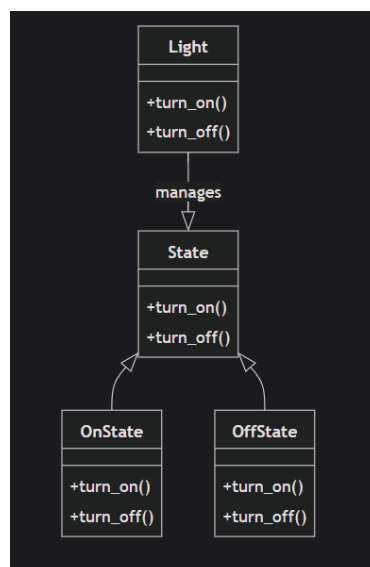 Light
+turn_on()
+turn_off()
manages
State
+turn_on()
+turn_off()
OnState
+turn_on()
+turn_off()
OffState
+turn_on()
+turn_off()